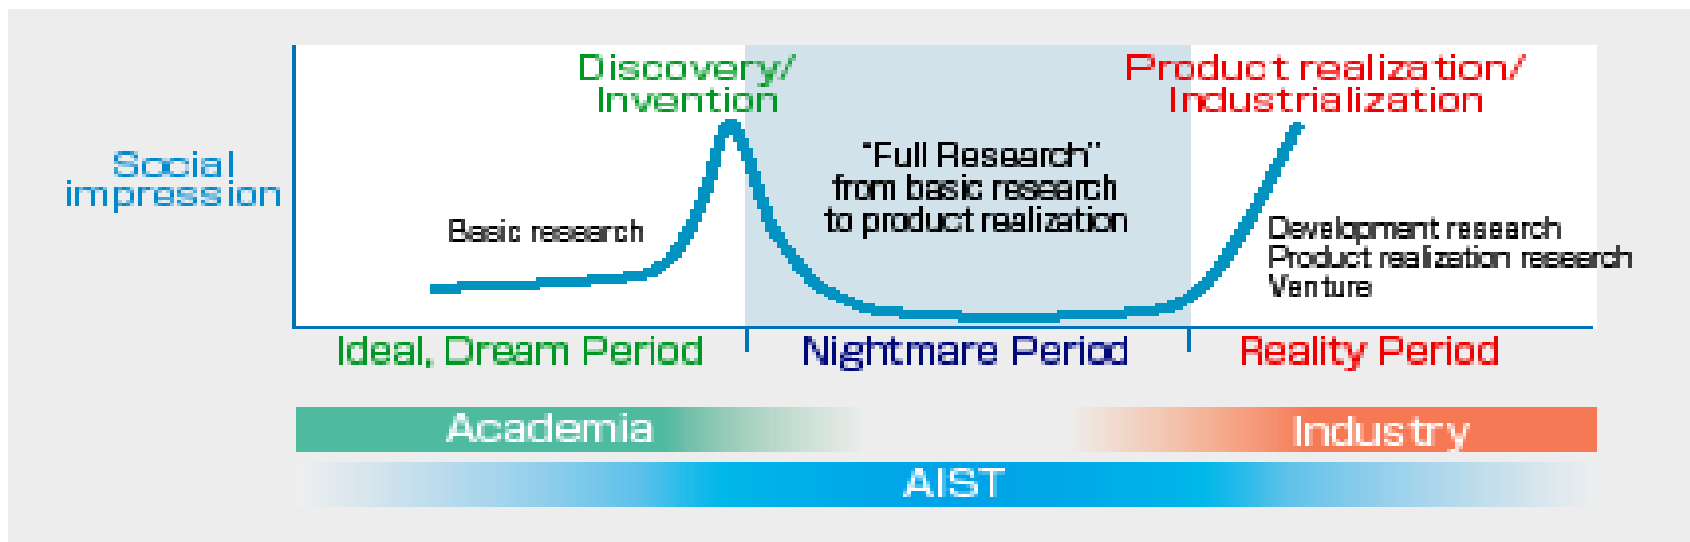 Discovery/
Invention
Product realization/
Industrialization
Social
impression
"Full Research"
from basic research
to product realization
Basic research
Development research
Product realization research
Venture
Ideal, Dream Period
Nightmare Period
Reality Period
Academia
Industry
AIST